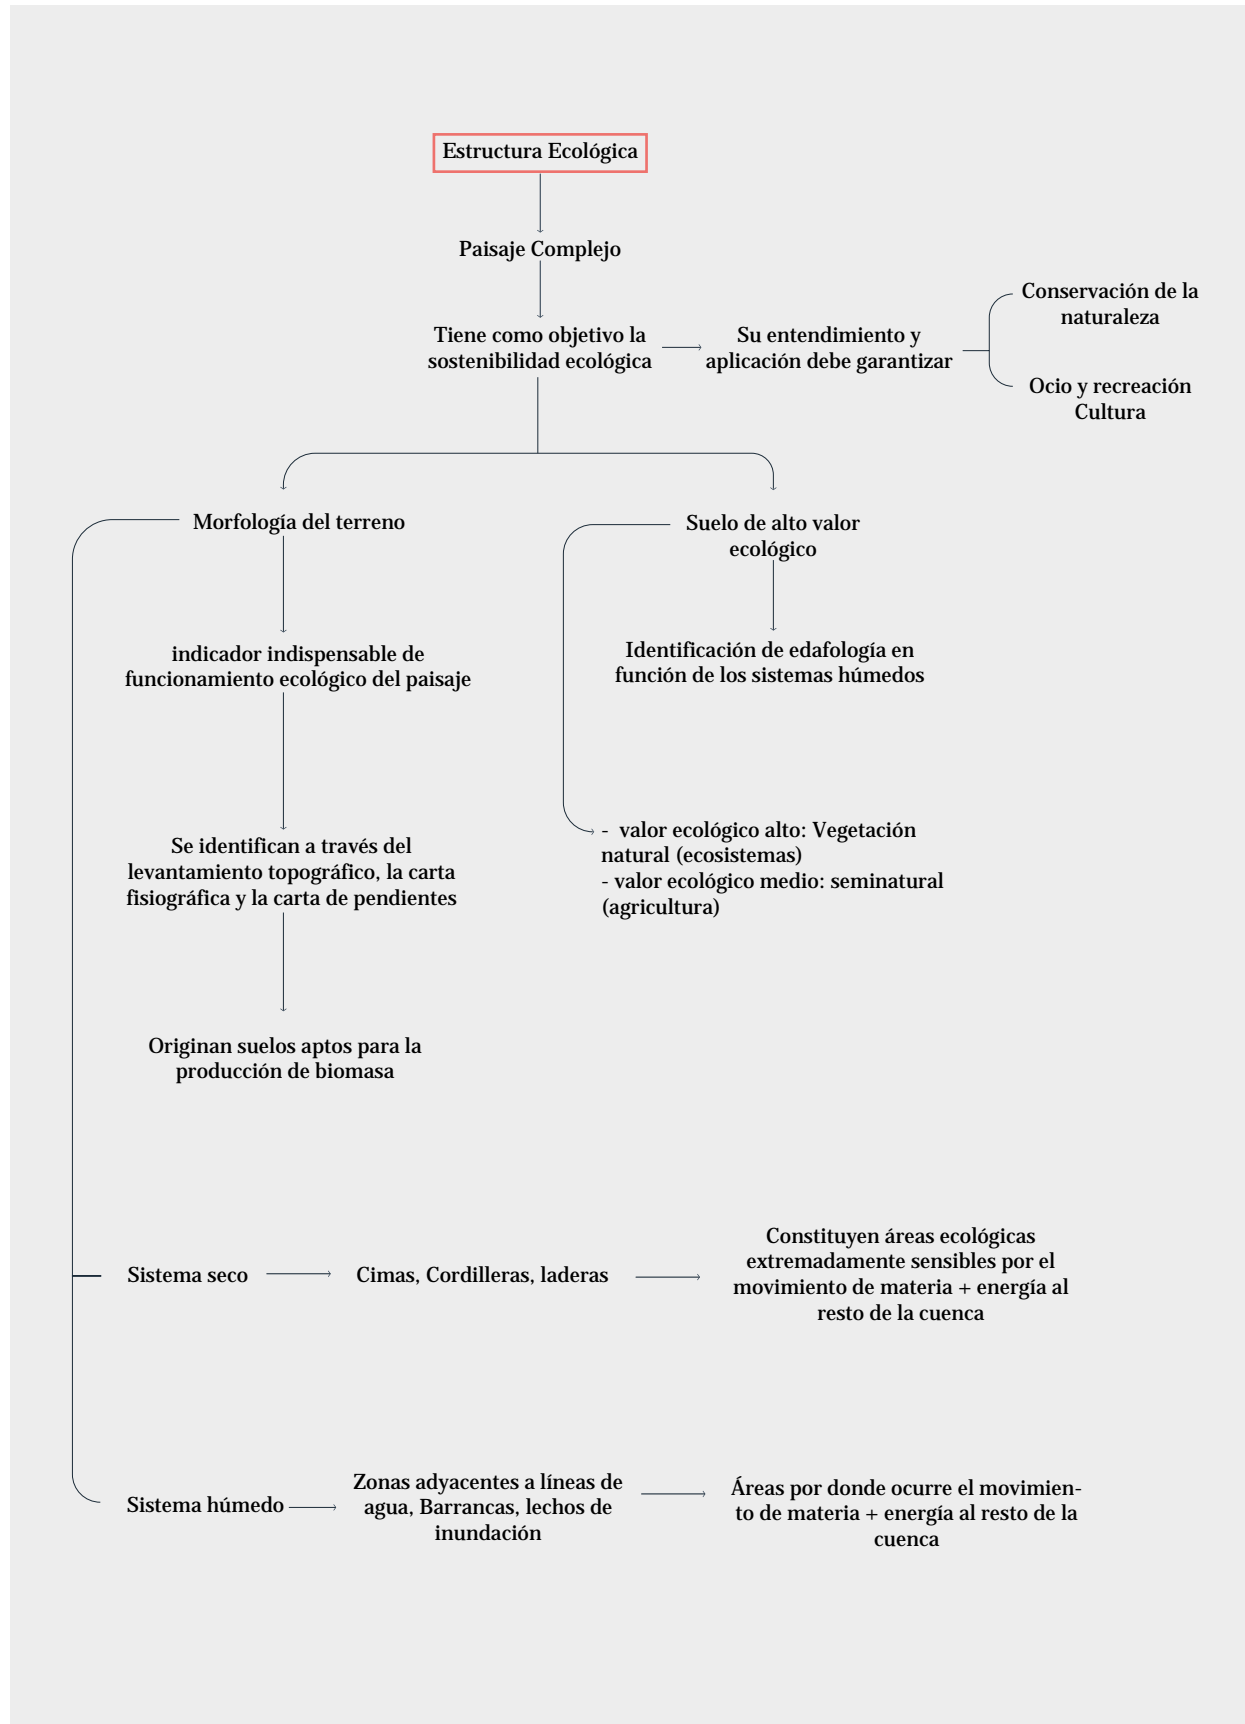 Estructura Ecológica
Paisaje Complejo
Tiene como objetivo la
sostenibilidad ecológica
Su entendimiento y
aplicación debe garantizar
Conservación de la
naturaleza
Ocio y recreación
Cultura
Morfología del terreno
Suelo de alto valor
ecológico
indicador indispensable de
funcionamiento ecológico del paisaje
Identificación de edafología en
función de los sistemas húmedos
Se identifican a través del
levantamiento topográfico, la carta
fisiográfica y la carta de pendientes
- valor ecológico alto: Vegetación
natural (ecosistemas)
- valor ecológico medio: seminatural
(agricultura)
Originan suelos aptos para la
producción de biomasa
Sistema seco
Cimas, Cordilleras, laderas
Constituyen áreas ecológicas
extremadamente sensibles por el
movimiento de materia + energía al
resto de la cuenca
Sistema húmedo
Zonas adyacentes a líneas de
agua, Barrancas, lechos de
inundación
Áreas por donde ocurre el movimien-
to de materia + energía al resto de la
cuenca